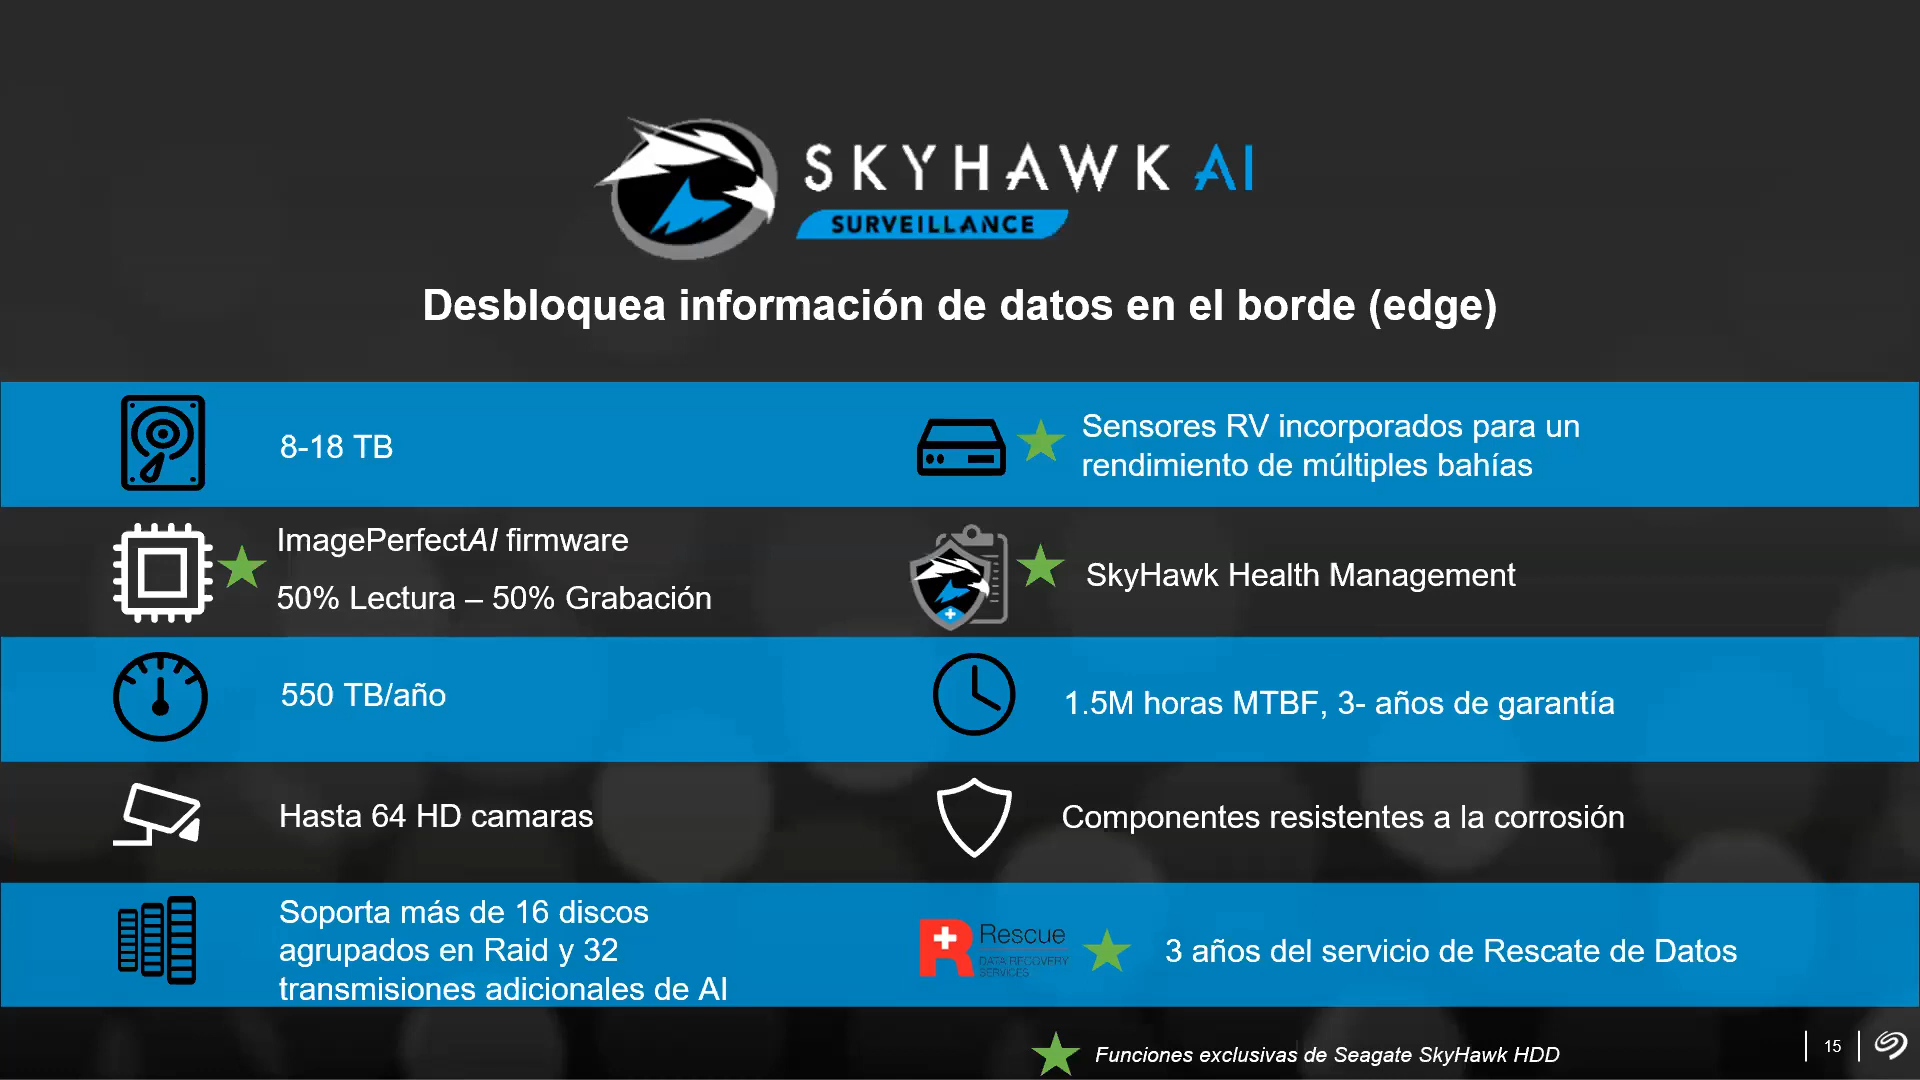 SKYHAWK AI
SURVEILLANCE
Desbloquea información de datos en el borde (edge)
8-18 TB
Sensores RV incorporados para un
rendimiento de múltiples bahías
ImagePerfectAI firmware
50% Lectura – 50% Grabación
SkyHawk Health Management
550 TB/año
1.5M horas MTBF, 3- años de garantía
Hasta 64 HD camaras
Componentes resistentes a la corrosión
Soporta más de 16 discos
agrupados en Raid y 32
transmisiones adicionales de AI
R Rescue
DATA RECOVERY
SERVICES
3 años del servicio de Rescate de Datos
Funciones exclusivas de Seagate SkyHawk HDD
15